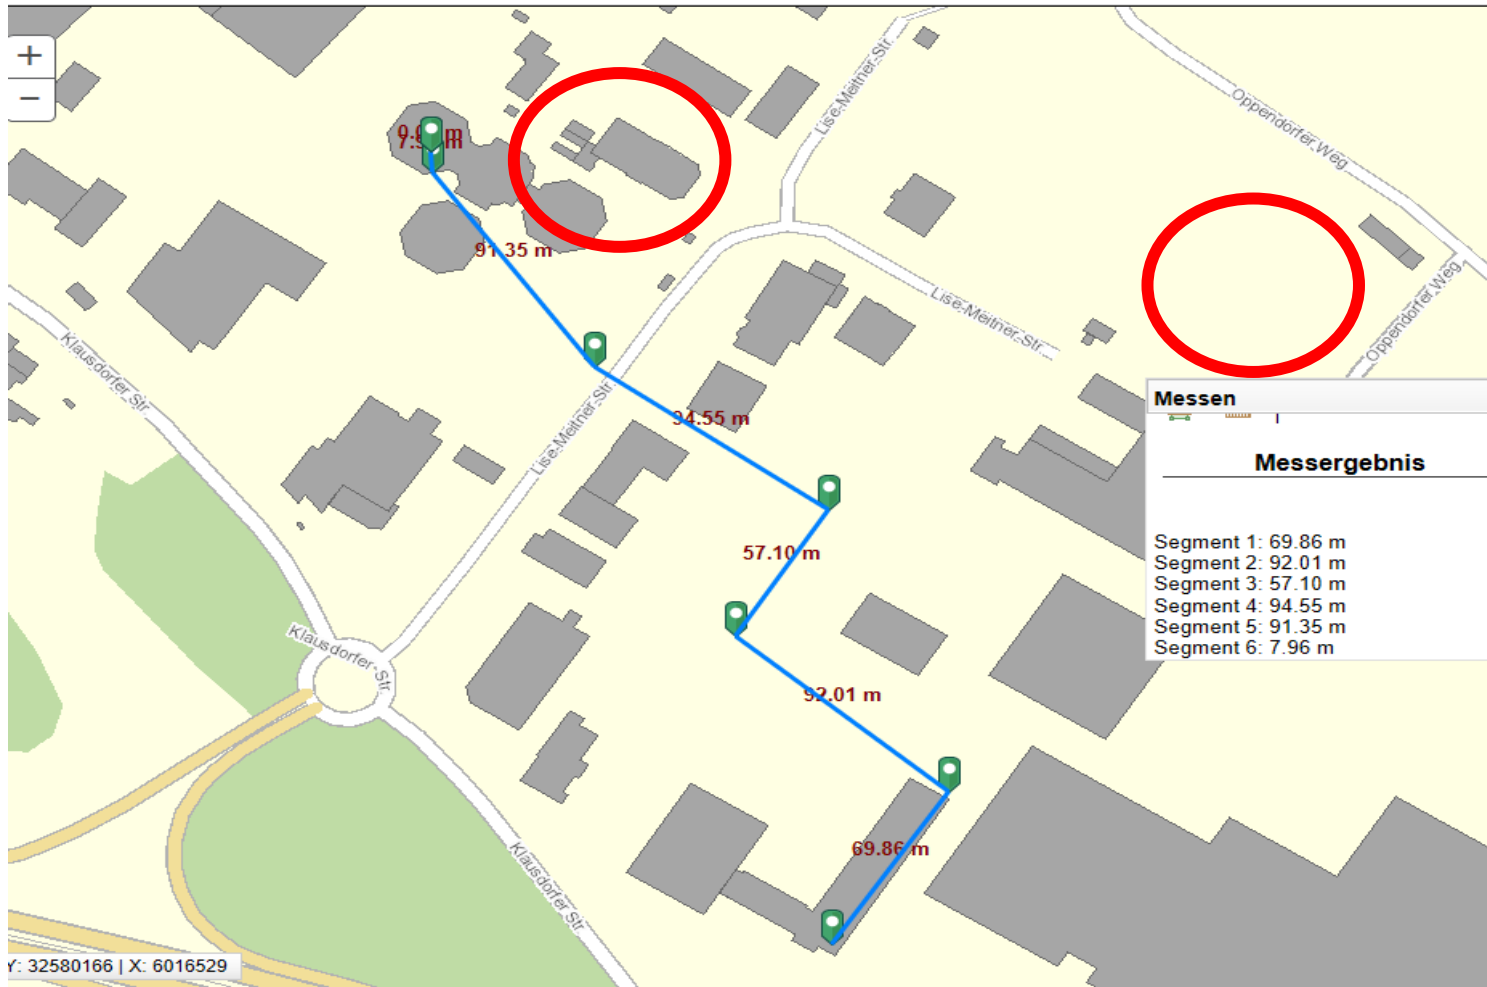 +
−
Lise-Meitner-Str.
Oppendorfer Weg
7.96 m
91.35 m
Lise-Meitner-Str.
Oppendorfer Weg
Klausdorfer Str.
Lise-Meitner-Str.
94.55 m
Messen
Messergebnis
57.10 m
Segment 1: 69.86 m
Segment 2: 92.01 m
Segment 3: 57.10 m
Segment 4: 94.55 m
Segment 5: 91.35 m
Segment 6: 7.96 m
Klausdorfer Str.
92.01 m
69.86 m
Klausdorfer Str.
Y: 32580166 | X: 6016529